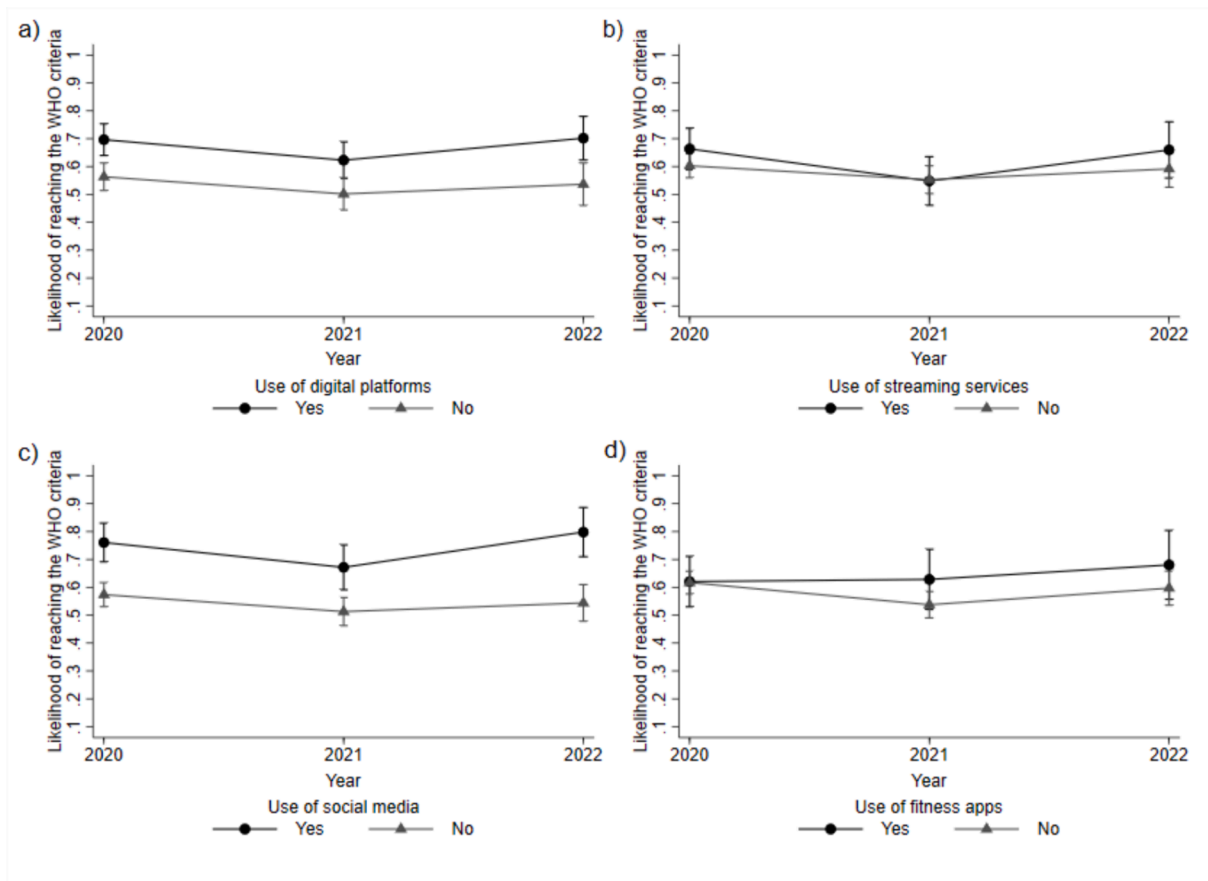 a)
Likelihood of reaching the WHO criteria
1
.9
.8
.7
.6
.5
.4
.3
.2
.1
2020 2021 2022
Year
Use of digital platforms
Yes No
b)
Likelihood of reaching the WHO criteria
1
.9
.8
.7
.6
.5
.4
.3
.2
.1
2020 2021 2022
Year
Use of streaming services
Yes No
c)
Likelihood of reaching the WHO criteria
1
.9
.8
.7
.6
.5
.4
.3
.2
.1
2020 2021 2022
Year
Use of social media
Yes No
d)
Likelihood of reaching the WHO criteria
1
.9
.8
.7
.6
.5
.4
.3
.2
.1
2020 2021 2022
Year
Use of fitness apps
Yes No